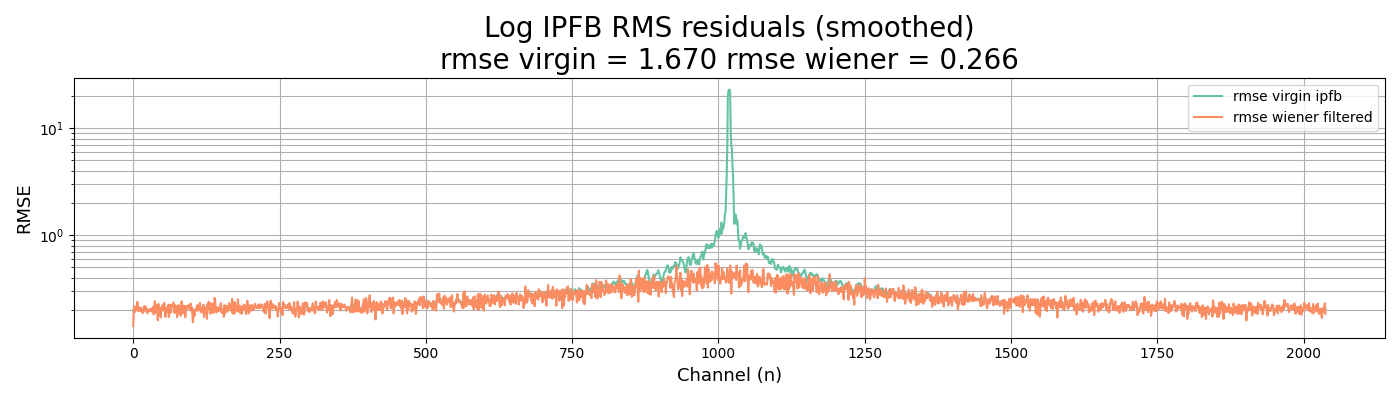 Log IPFB RMS residuals (smoothed)
rmse virgin = 1.670 rmse wiener = 0.266
rmse virgin ipfb
rmse wiener filtered
RMSE
10¹
10⁰
0 250 500 750 1000 1250 1500 1750 2000
Channel (n)